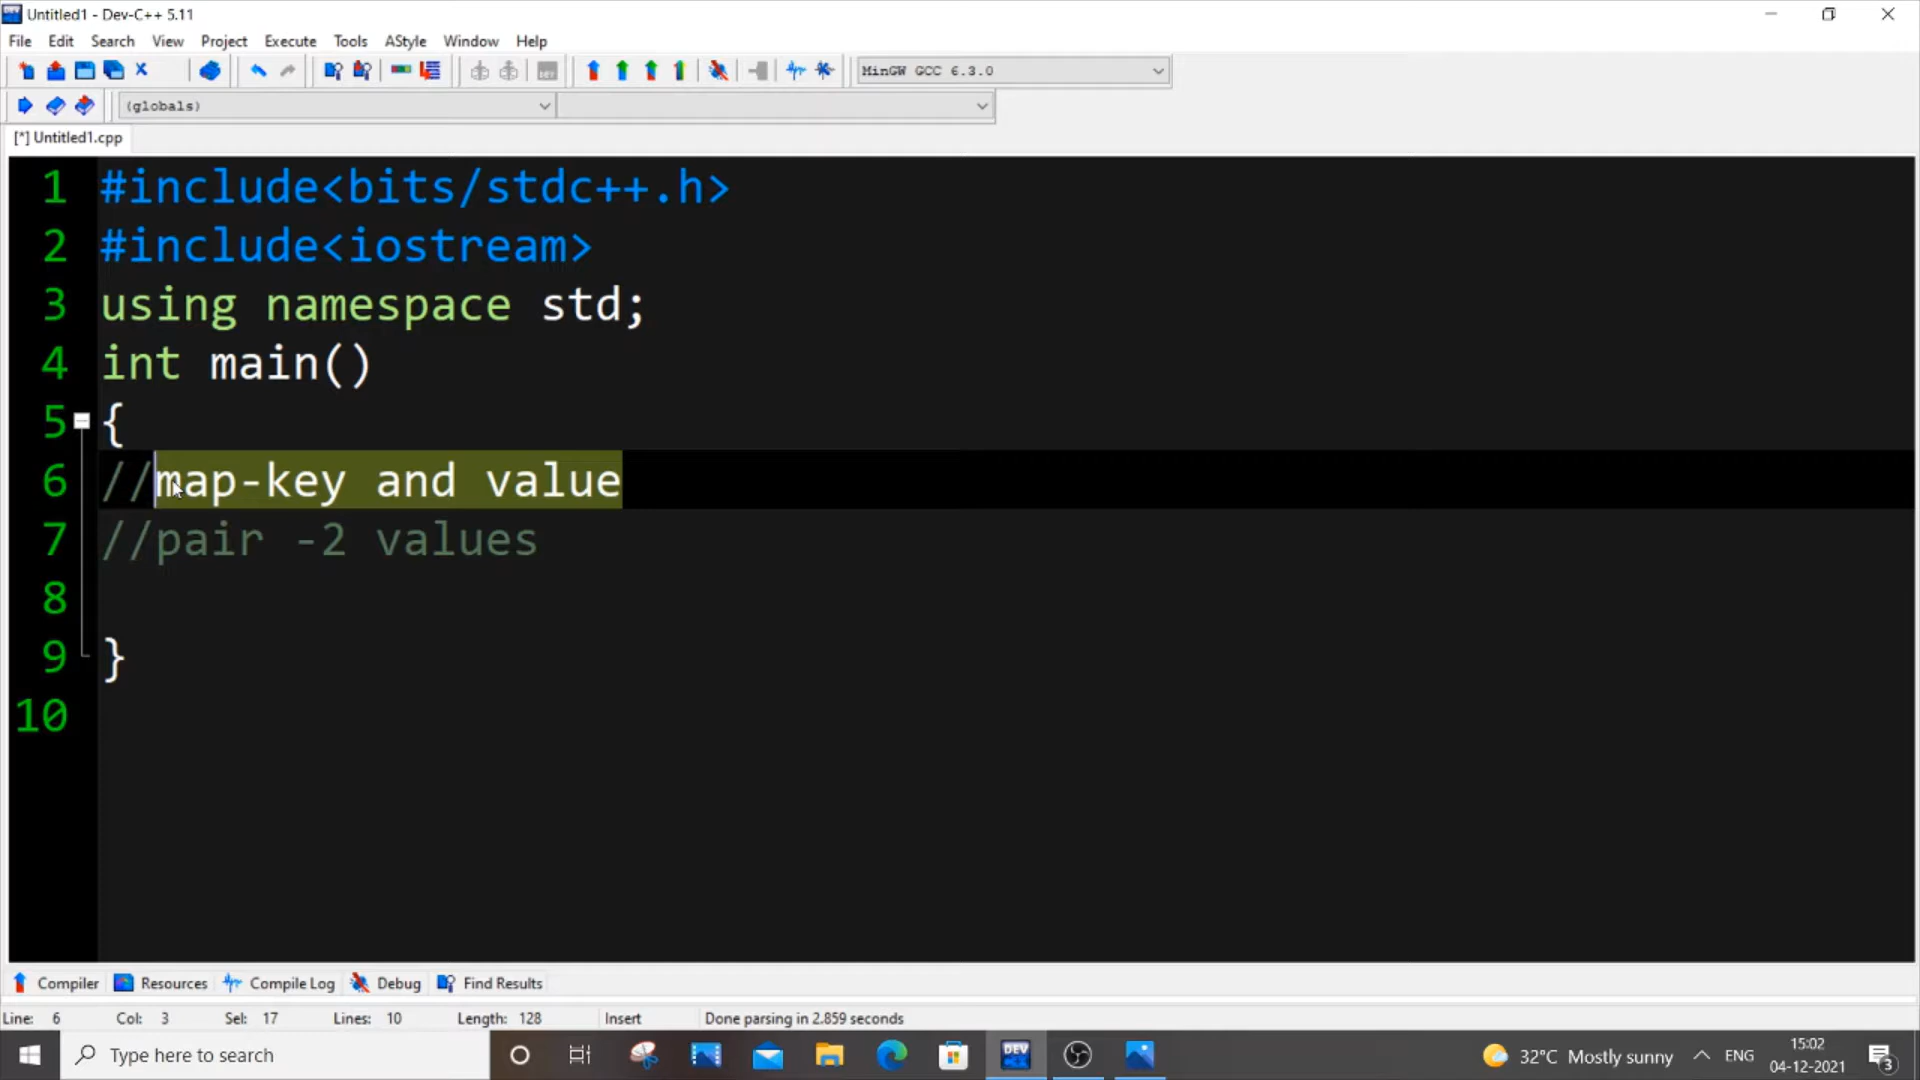 Untitled1 - Dev-C++ 5.11
File Edit Search View Project Execute Tools AStyle Window Help
MinGW GCC 6.3.0
(globals)
[*] Untitled1.cpp
1 #include<bits/stdc++.h>
2 #include<iostream>
3 using namespace std;
4 int main()
5 {
6 //map-key and value
7 //pair -2 values
8
9 }
10
Compiler Resources Compile Log Debug Find Results
Line: 6 Col: 3 Sel: 17 Lines: 10 Length: 128 Insert Done parsing in 2.859 seconds
Type here to search DEV 32°C Mostly sunny ENG 15:02
04-12-2021 3